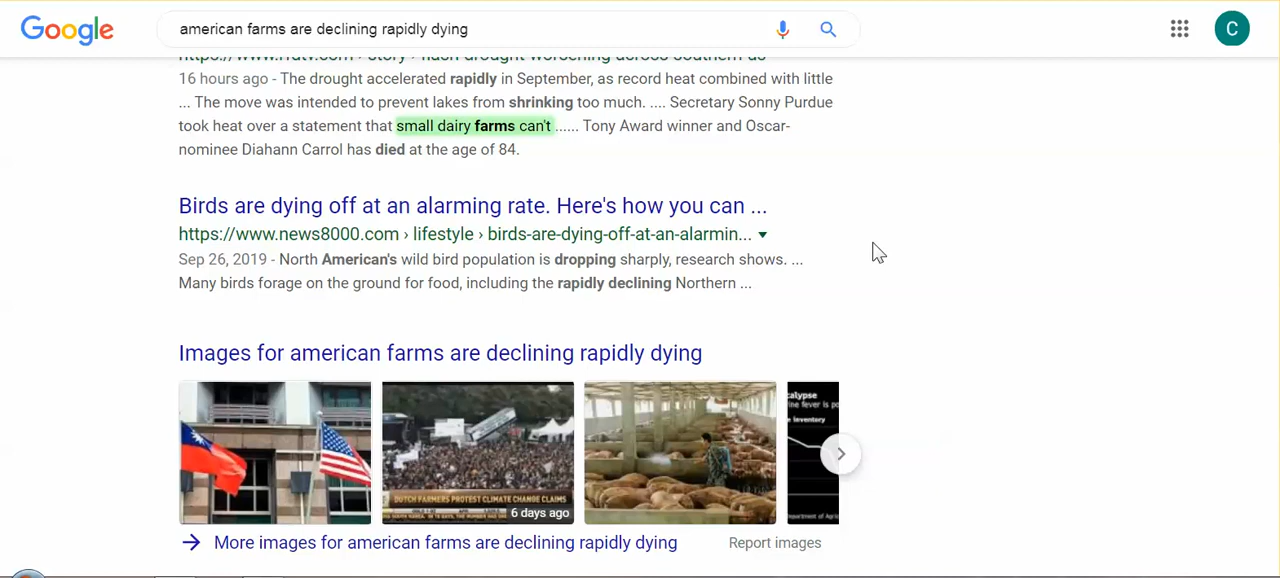 Google
american farms are declining rapidly dying
C
16 hours ago - The drought accelerated rapidly in September, as record heat combined with little
... The move was intended to prevent lakes from shrinking too much. .... Secretary Sonny Purdue
took heat over a statement that small dairy farms can't ...... Tony Award winner and Oscar-
nominee Diahann Carrol has died at the age of 84.
Birds are dying off at an alarming rate. Here's how you can ...
https://www.news8000.com › lifestyle › birds-are-dying-off-at-an-alarmin...
Sep 26, 2019 - North American's wild bird population is dropping sharply, research shows. ...
Many birds forage on the ground for food, including the rapidly declining Northern ...
Images for american farms are declining rapidly dying
DUTCH FARMERS PROTEST CLIMATE CHANGE CLAIMS
6 days ago
calypse
ine fever is po
Inventory
More images for american farms are declining rapidly dying
Report images